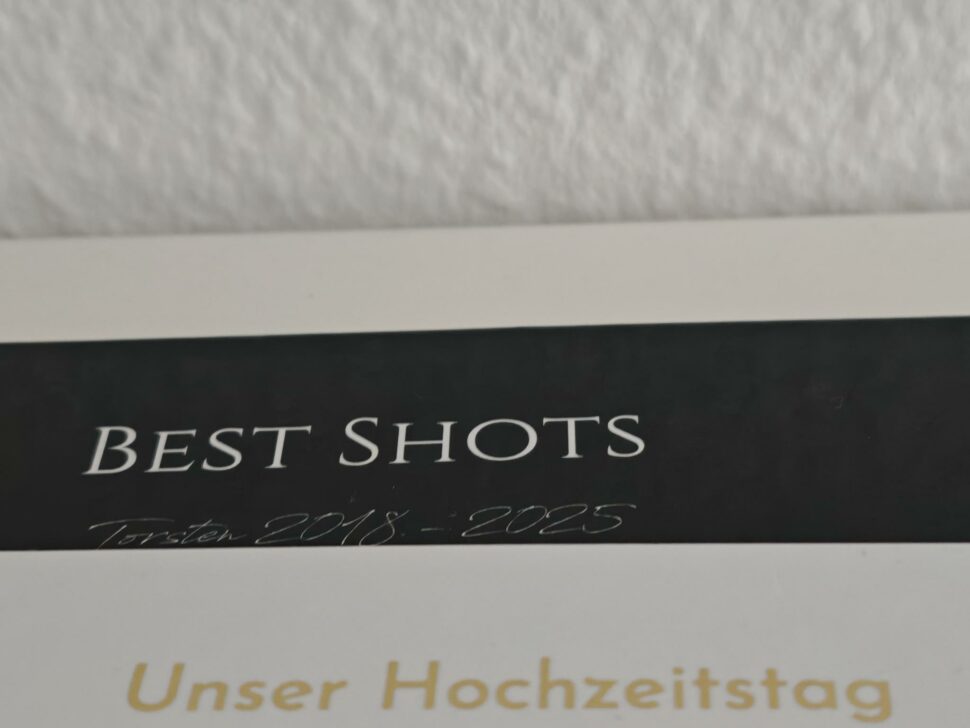 BEST SHOTS
Torsten 2018 - 2025
Unser Hochzeitstag